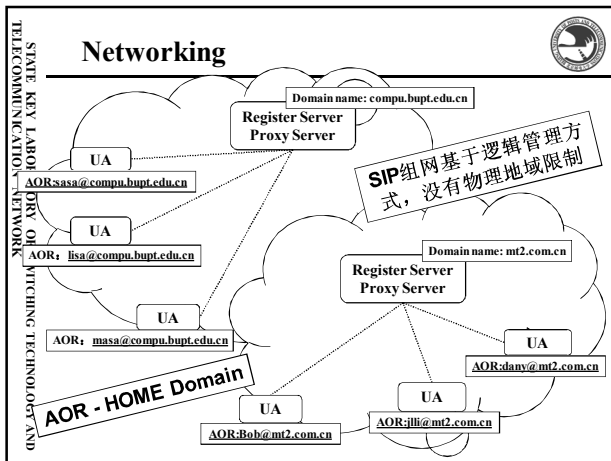 Networking
STATE KEY LABORATORY OF SWITCHING TECHNOLOGY AND
TELECOMMUNICATION NETWORK
Domain name: compu.bupt.edu.cn
Register Server
Proxy Server
UA
AOR:sasa@compu.bupt.edu.cn
UA
AOR：lisa@compu.bupt.edu.cn
UA
AOR：masa@compu.bupt.edu.cn
SIP组网基于逻辑管理方
式，没有物理地域限制
Domain name: mt2.com.cn
Register Server
Proxy Server
UA
AOR:dany@mt2.com.cn
UA
AOR:jlli@mt2.com.cn
UA
AOR:Bob@mt2.com.cn
AOR - HOME Domain